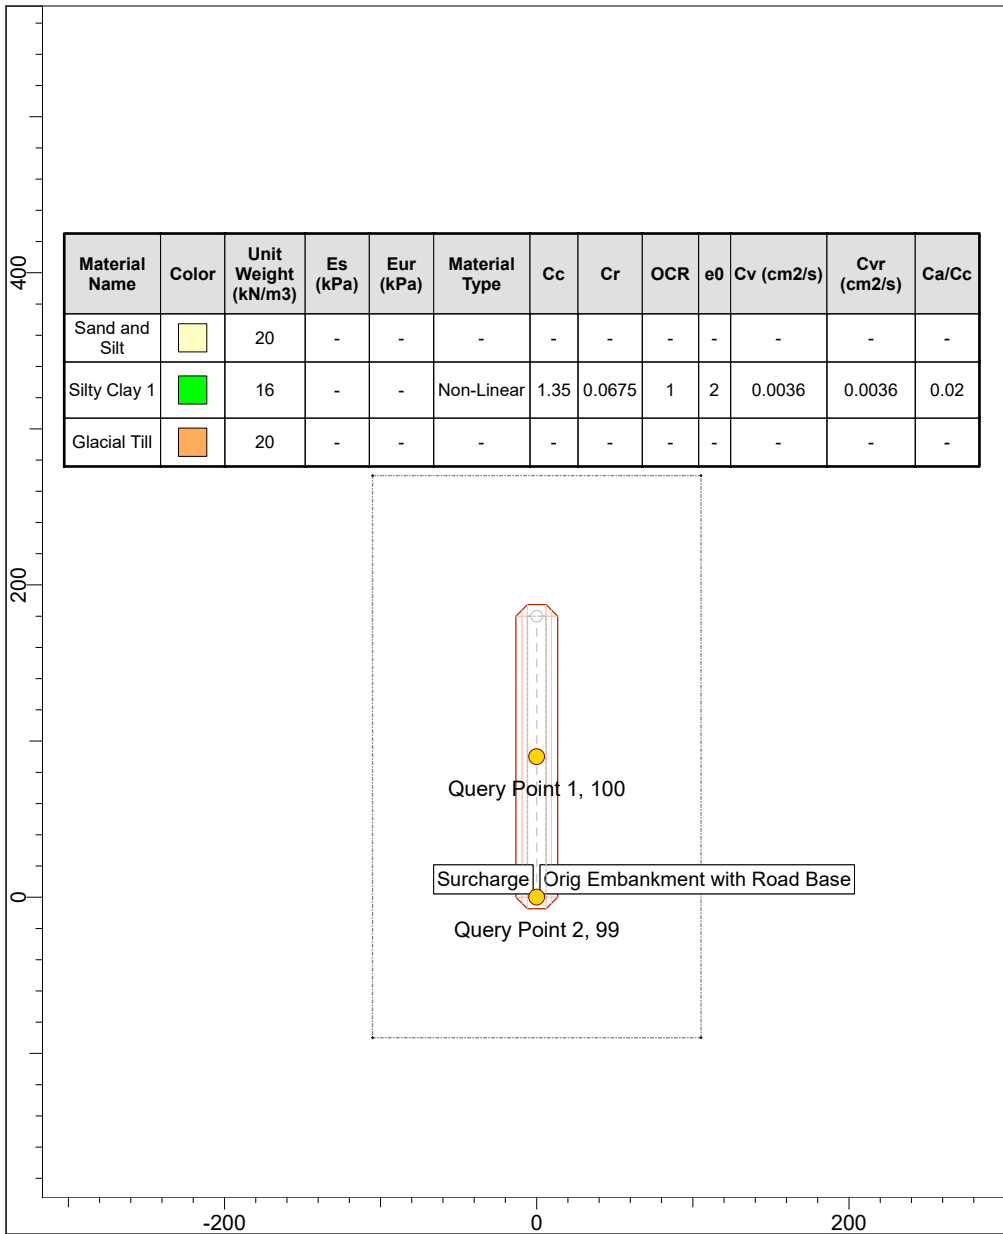 Material Name Color Unit Weight (kN/m3) Es (kPa) Eur (kPa) Material Type Cc Cr OCR e0 Cv (cm2/s) Cvr (cm2/s) Ca/Cc
Sand and Silt 20 - - - - - - - - - -
Silty Clay 1 16 - - Non-Linear 1.35 0.0675 1 2 0.0036 0.0036 0.02
Glacial Till 20 - - - - - - - - - -
400
200
0
Query Point 1, 100
Surcharge
Orig Embankment with Road Base
Query Point 2, 99
-200
0
200